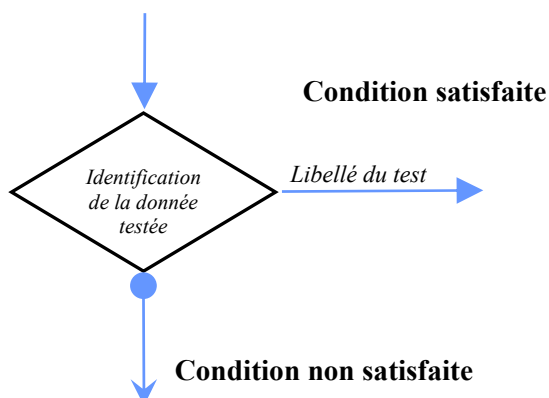 Condition satisfaite
Identification
de la donnée
testée
Libellé du test
Condition non satisfaite